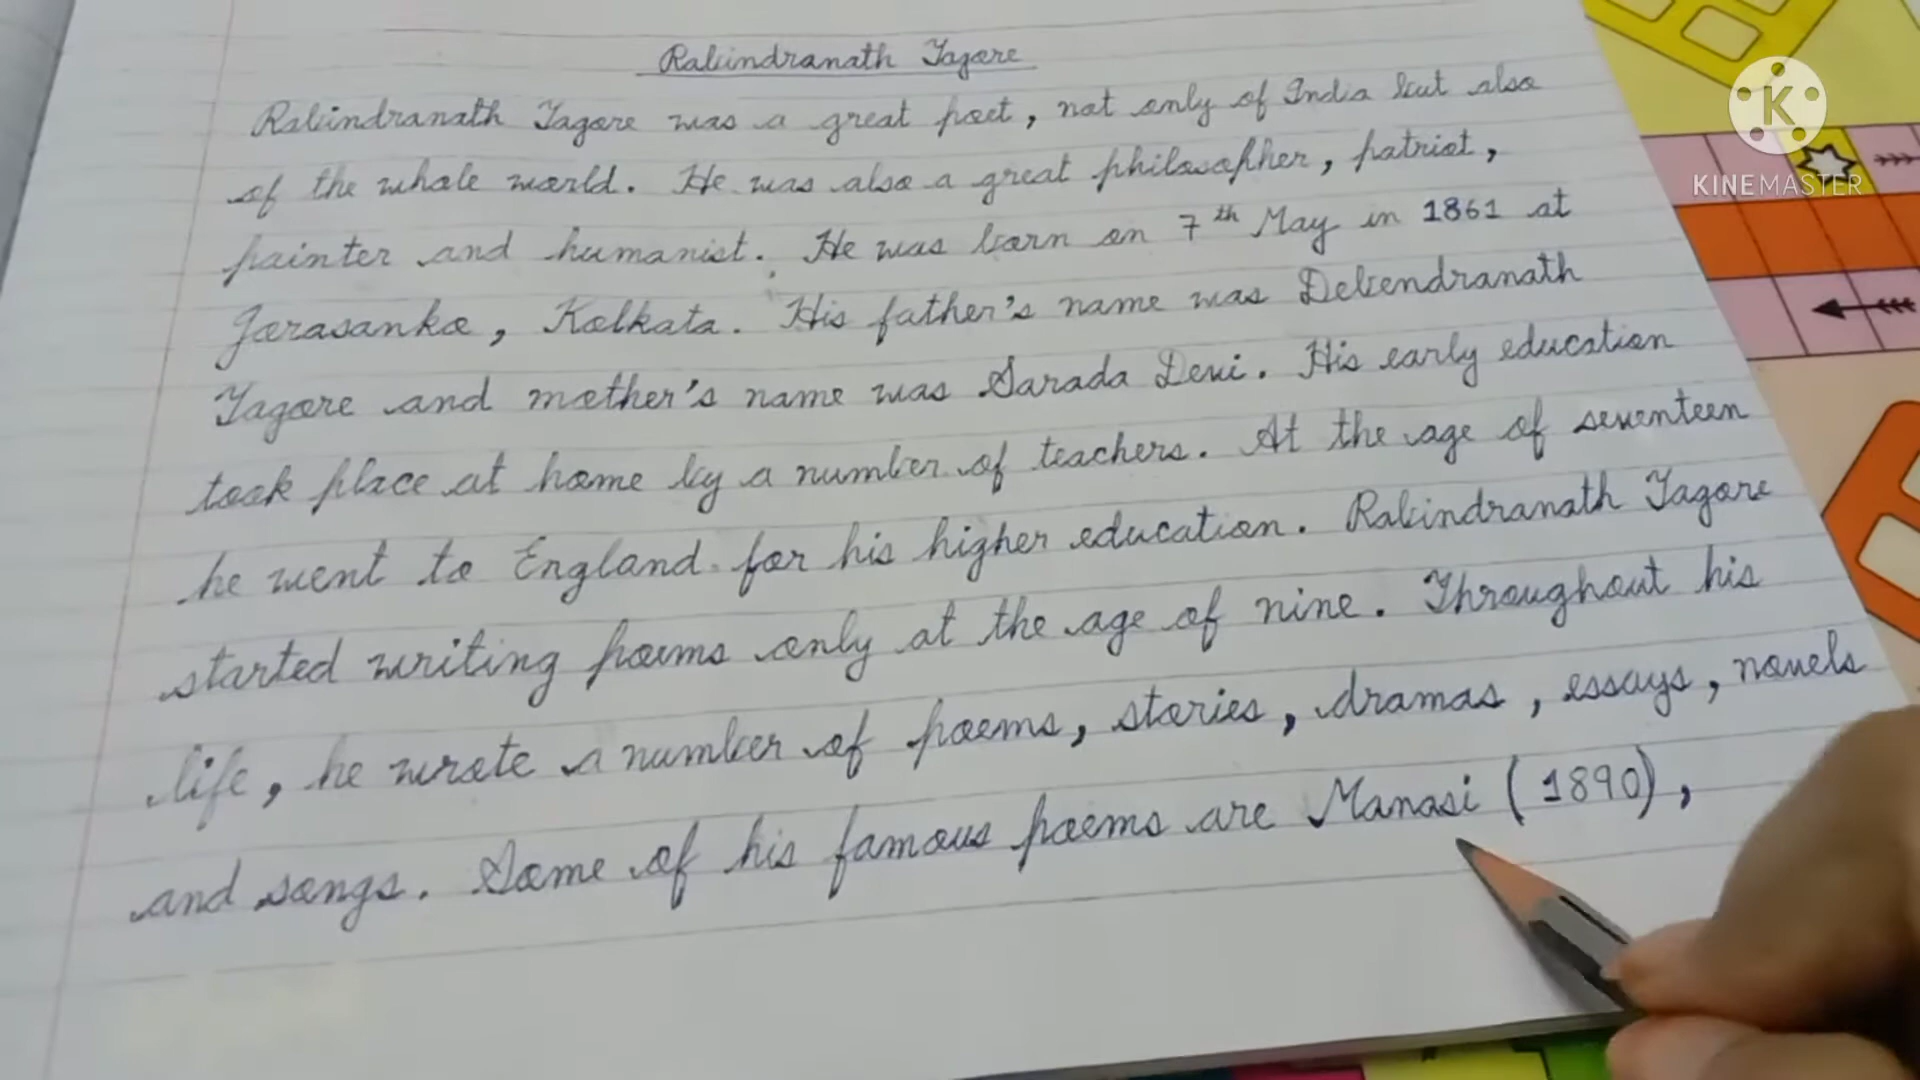 Rabindranath Tagore
Rabindranath Tagore was a great poet, not only of India but also
of the whole world. He was also a great philosopher, patriot,
painter and humanist. He was born on 7th May in 1861 at
Jorasanko, Kolkata. His father's name was Debendranath
Tagore and mother's name was Sarada Devi. His early education
took place at home by a number of teachers. At the age of seventeen
he went to England for his higher education. Rabindranath Tagore
started writing poems only at the age of nine. Throughout his
life, he wrote a number of poems, stories, dramas, essays, novels
and songs. Some of his famous poems are Manasi (1890),
K
KINEMASTER